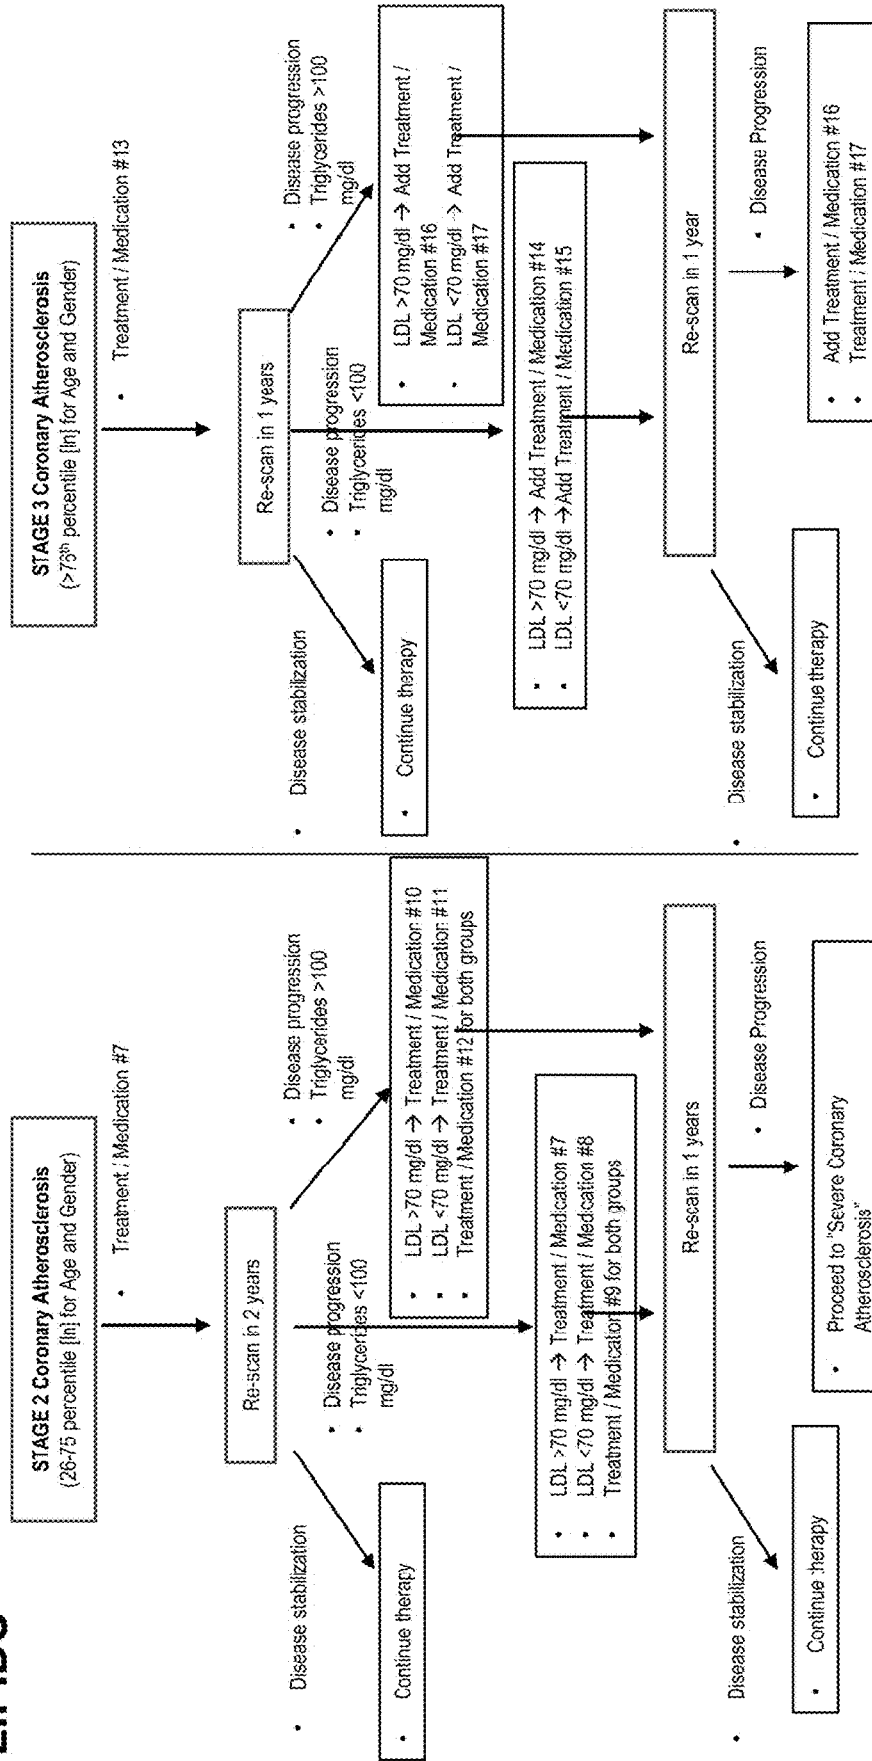 STAGE 2 Coronary Atherosclerosis
(26-75 percentile [ln] for Age and Gender)
• Treatment / Medication #7
Re-scan in 2 years
• Disease stabilization
• Disease progression
• Triglycerides <100
mg/dl
• Disease progression
• Triglycerides >100
mg/dl
• Continue therapy
• LDL >70 mg/dl → Treatment / Medication #10
• LDL <70 mg/dl → Treatment / Medication #11
• Treatment / Medication #12 for both groups
• LDL >70 mg/dl → Treatment / Medication #7
• LDL <70 mg/dl → Treatment / Medication #8
• Treatment / Medication #9 for both groups
Re-scan in 1 years
• Disease stabilization
• Disease Progression
• Continue therapy
• Proceed to "Severe Coronary
Atherosclerosis"
STAGE 3 Coronary Atherosclerosis
(>76th percentile [ln] for Age and Gender)
• Treatment / Medication #13
Re-scan in 1 years
• Disease stabilization
• Disease progression
• Triglycerides <100
mg/dl
• Disease progression
• Triglycerides >100
mg/dl
• Continue therapy
• LDL >70 mg/dl → Add Treatment /
Medication #16
• LDL <70 mg/dl → Add Treatment /
Medication #17
• LDL >70 mg/dl → Add Treatment / Medication #14
• LDL <70 mg/dl → Add Treatment / Medication #15
Re-scan in 1 year
• Disease stabilization
• Disease Progression
• Continue therapy
• Add Treatment / Medication #16
• Treatment / Medication #17